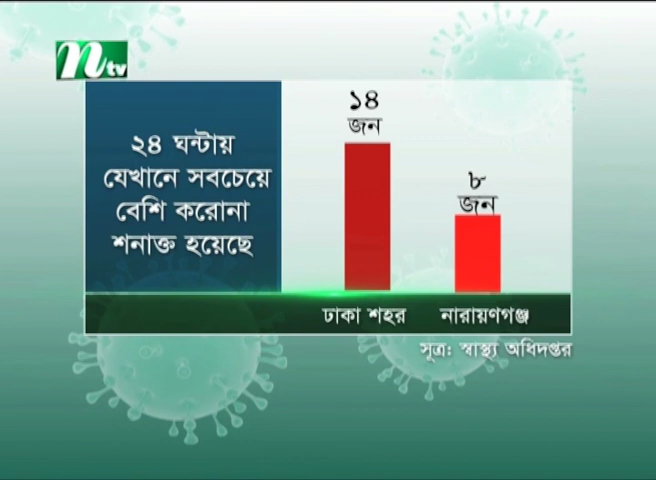 ntv
২৪ ঘন্টায়
যেখানে সবচেয়ে
বেশি করোনা
শনাক্ত হয়েছে
১৪
জন
৮
জন
ঢাকা শহর
নারায়ণগঞ্জ
সূত্র: স্বাস্থ্য অধিদপ্তর